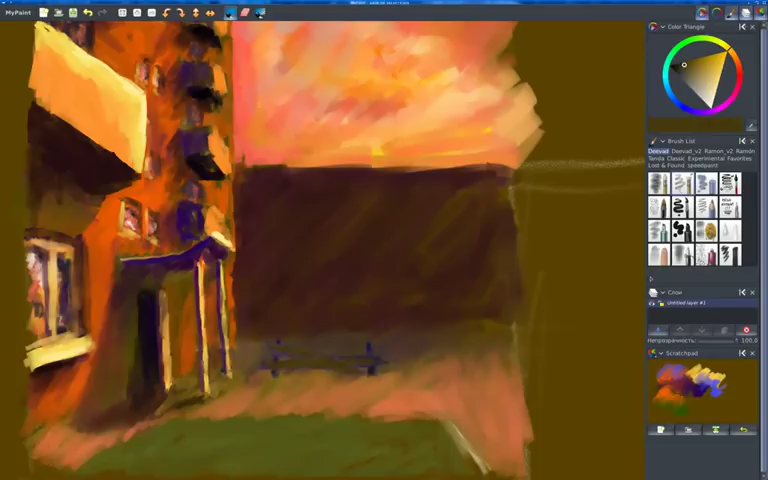 MyPaint
Color Triangle
Brush List
Deevad Deevad_v2 Ramon_v2 Ramón
Tanda Classic Experimental Favorites
Lost & Found speedpaint
Слои
Untitled layer #1
Непрозрачность: 100,0
Scratchpad